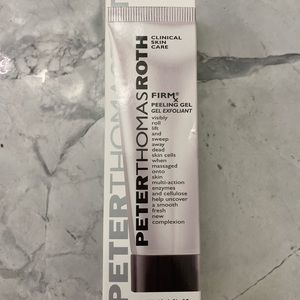 PETERTHOMASROTH
CLINICAL
SKIN
CARE
FIRMx®
PEELING GEL
GEL EXFOLIANT
visibly
roll
lift
and
sweep
away
dead
skin cells
when
massaged
onto
skin
multi-action
enzymes
and cellulose
help uncover
a smooth
fresh
new
complexion
PETERTHOMASROTH